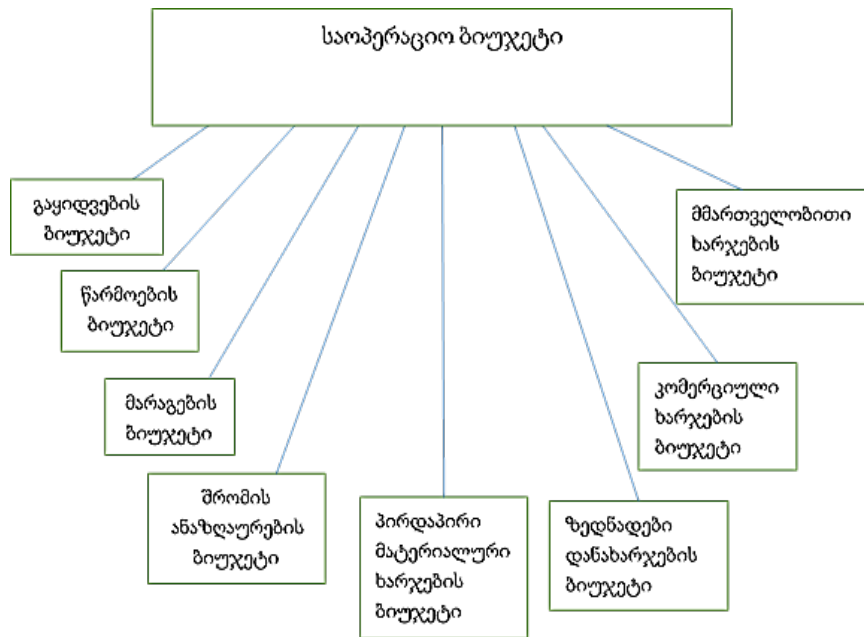 საოპერაციო ბიუჯეტი
გაყიდვების
ბიუჯეტი
წარმოების
ბიუჯეტი
მარაგების
ბიუჯეტი
შრომის
ანაზღაურების
ბიუჯეტი
პირდაპირი
მატერიალური
ხარჯების
ბიუჯეტი
ზედნადები
დანახარჯების
ბიუჯეტი
კომერციული
ხარჯების
ბიუჯეტი
მმართველობითი
ხარჯების
ბიუჯეტი